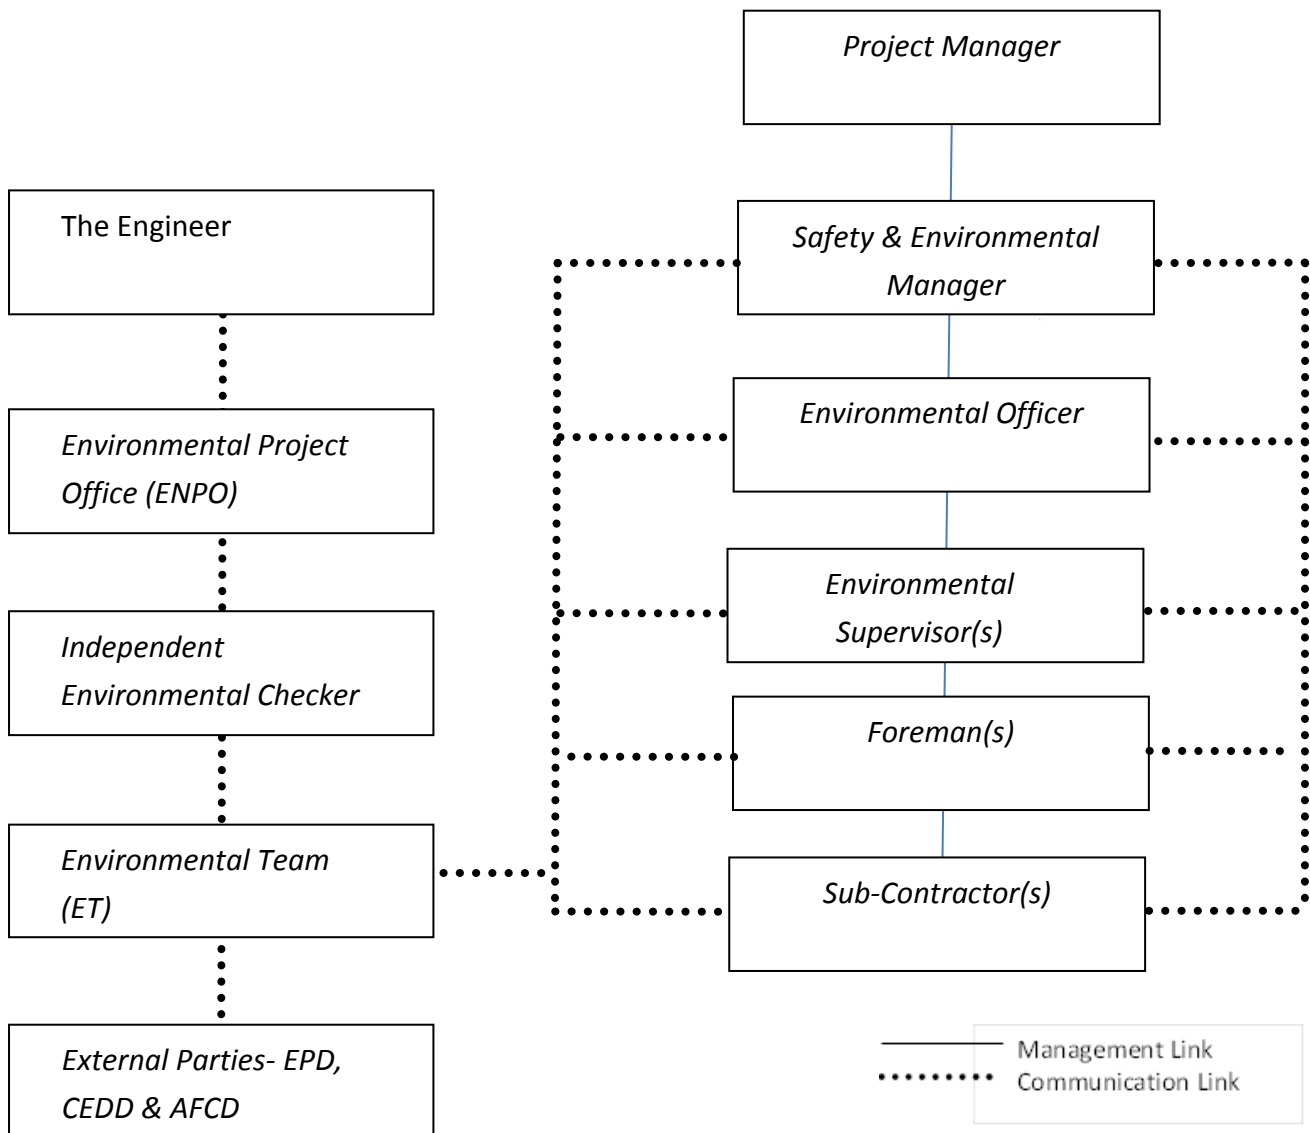 Project Manager
The Engineer
Safety & Environmental
Manager
Environmental Project
Office (ENPO)
Environmental Officer
Independent
Environmental Checker
Environmental
Supervisor(s)
Foreman(s)
Environmental Team
(ET)
Sub-Contractor(s)
External Parties- EPD,
CEDD & AFCD
Management Link
Communication Link